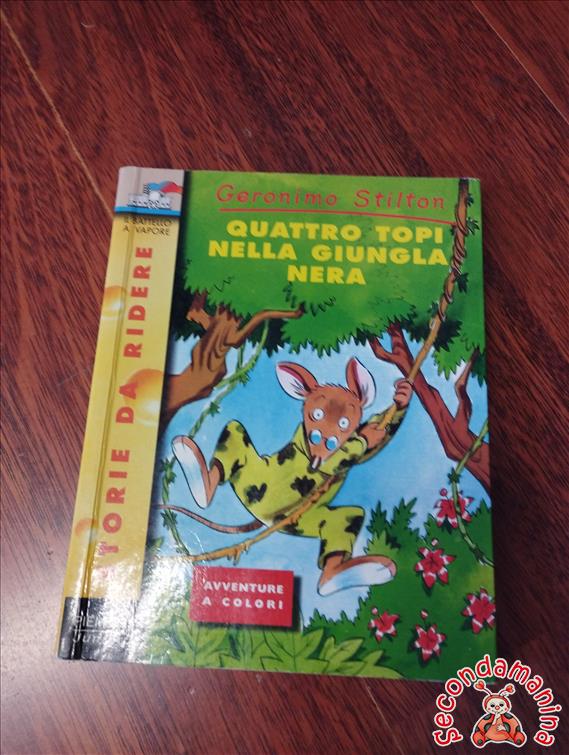 Geronimo Stilton
QUATTRO TOPI
NELLA GIUNGLA
NERA
IL BATTELLO
A VAPORE
STORIE DA RIDERE
AVVENTURE
A COLORI
Secondamanina